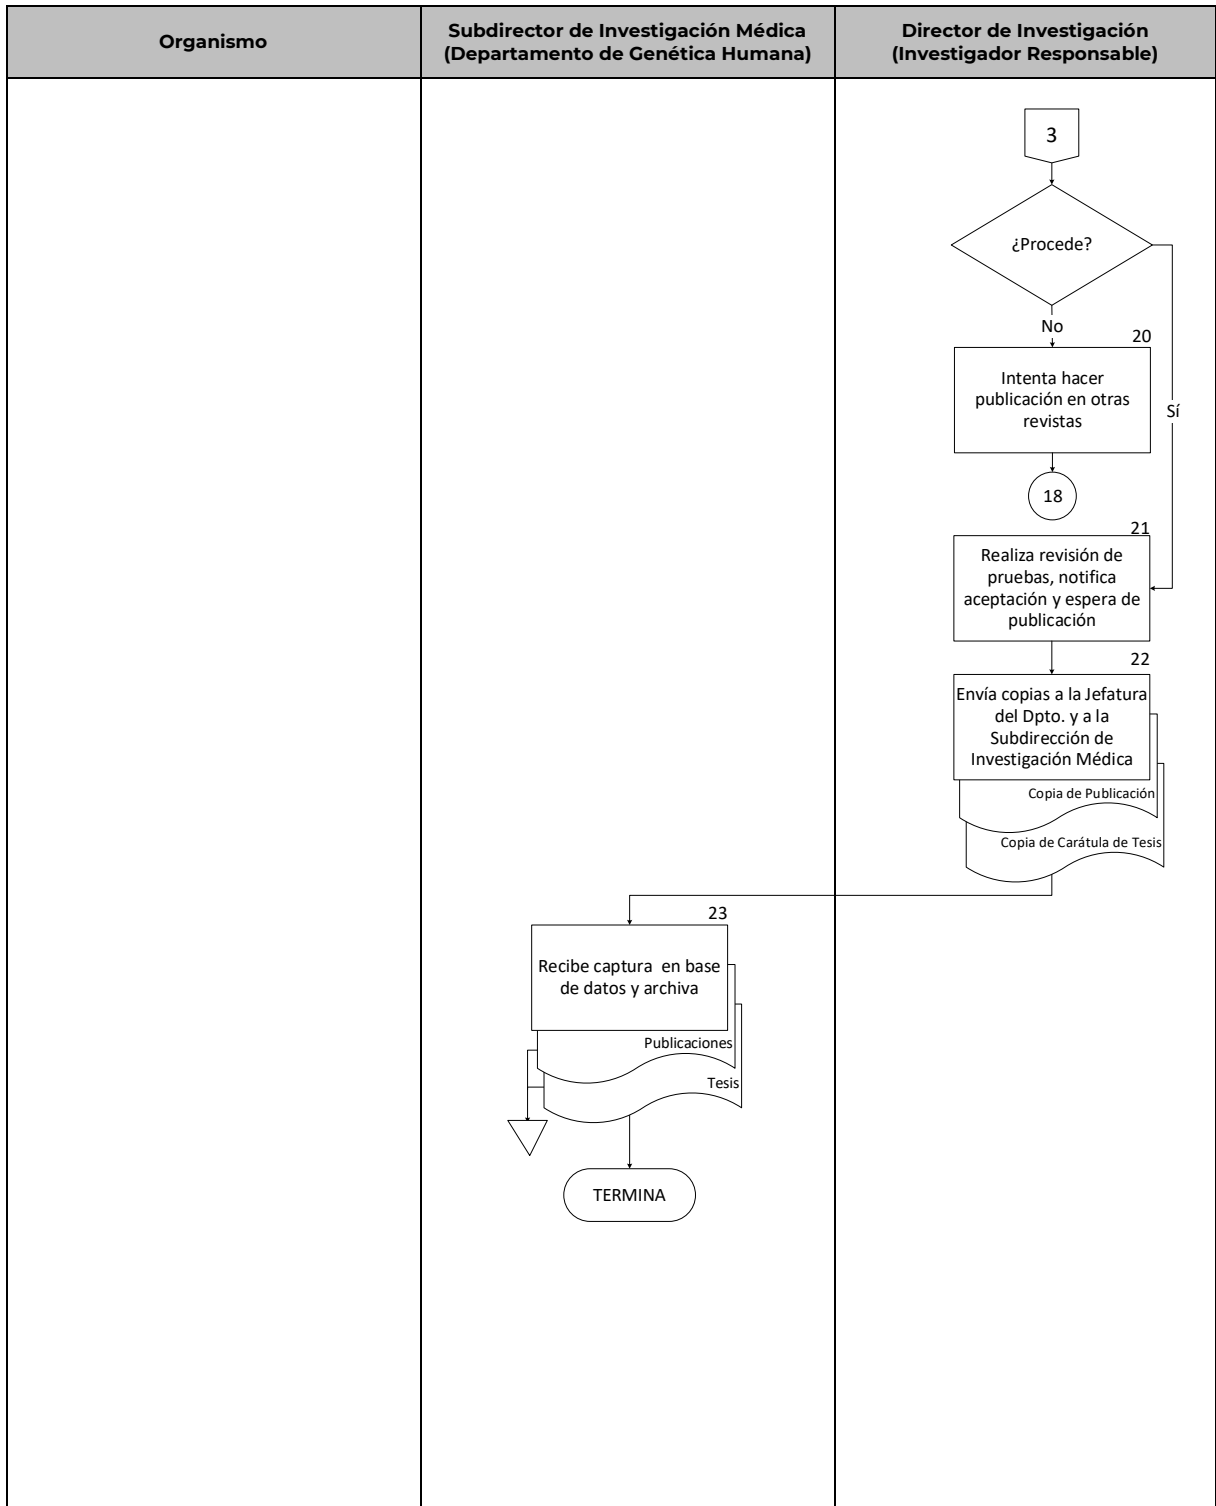 Organismo
Subdirector de Investigación Médica
(Departamento de Genética Humana)
Director de Investigación
(Investigador Responsable)
3
¿Procede?
No
20
Intenta hacer
publicación en otras
revistas
Sí
18
21
Realiza revisión de
pruebas, notifica
aceptación y espera de
publicación
22
Envía copias a la Jefatura
del Dpto. y a la
Subdirección de
Investigación Médica
Copia de Publicación
Copia de Carátula de Tesis
23
Recibe captura  en base
de datos y archiva
Publicaciones
Tesis
TERMINA